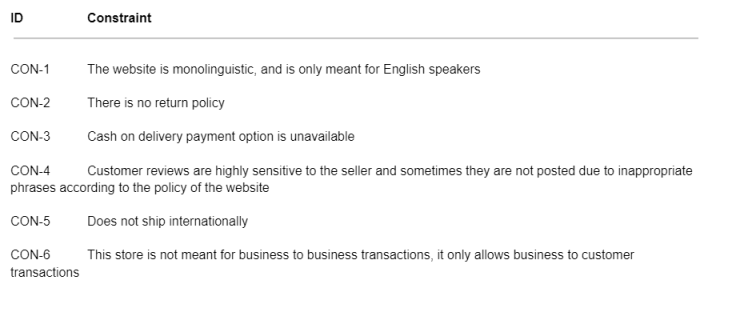 ID Constraint
CON-1 The website is monolinguistic, and is only meant for English speakers
CON-2 There is no return policy
CON-3 Cash on delivery payment option is unavailable
CON-4 Customer reviews are highly sensitive to the seller and sometimes they are not posted due to inappropriate
phrases according to the policy of the website
CON-5 Does not ship internationally
CON-6 This store is not meant for business to business transactions, it only allows business to customer
transactions